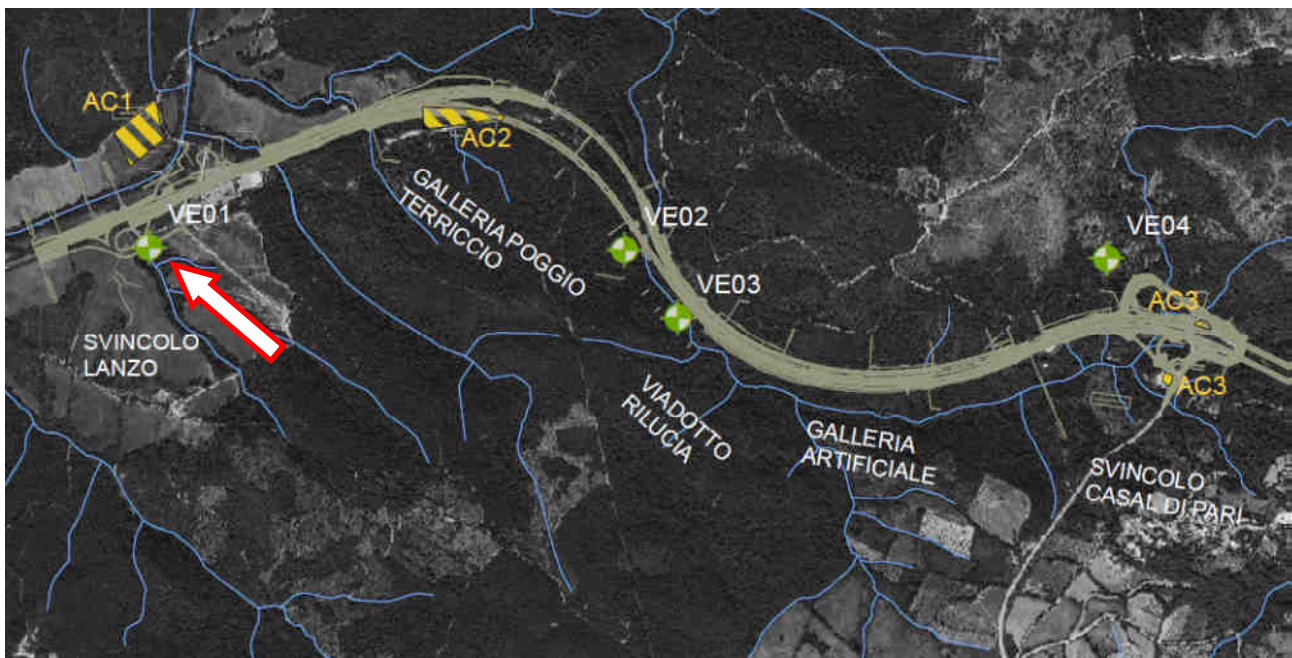 AC1
AC2
VE01
GALLERIA POGGIO
TERRICCIO
VE02
VE04
VE03
AC3
SVINCOLO
LANZO
VIADOTTO
RILUCIA
AC3
GALLERIA
ARTIFICIALE
SVINCOLO
CASAL DI PARI